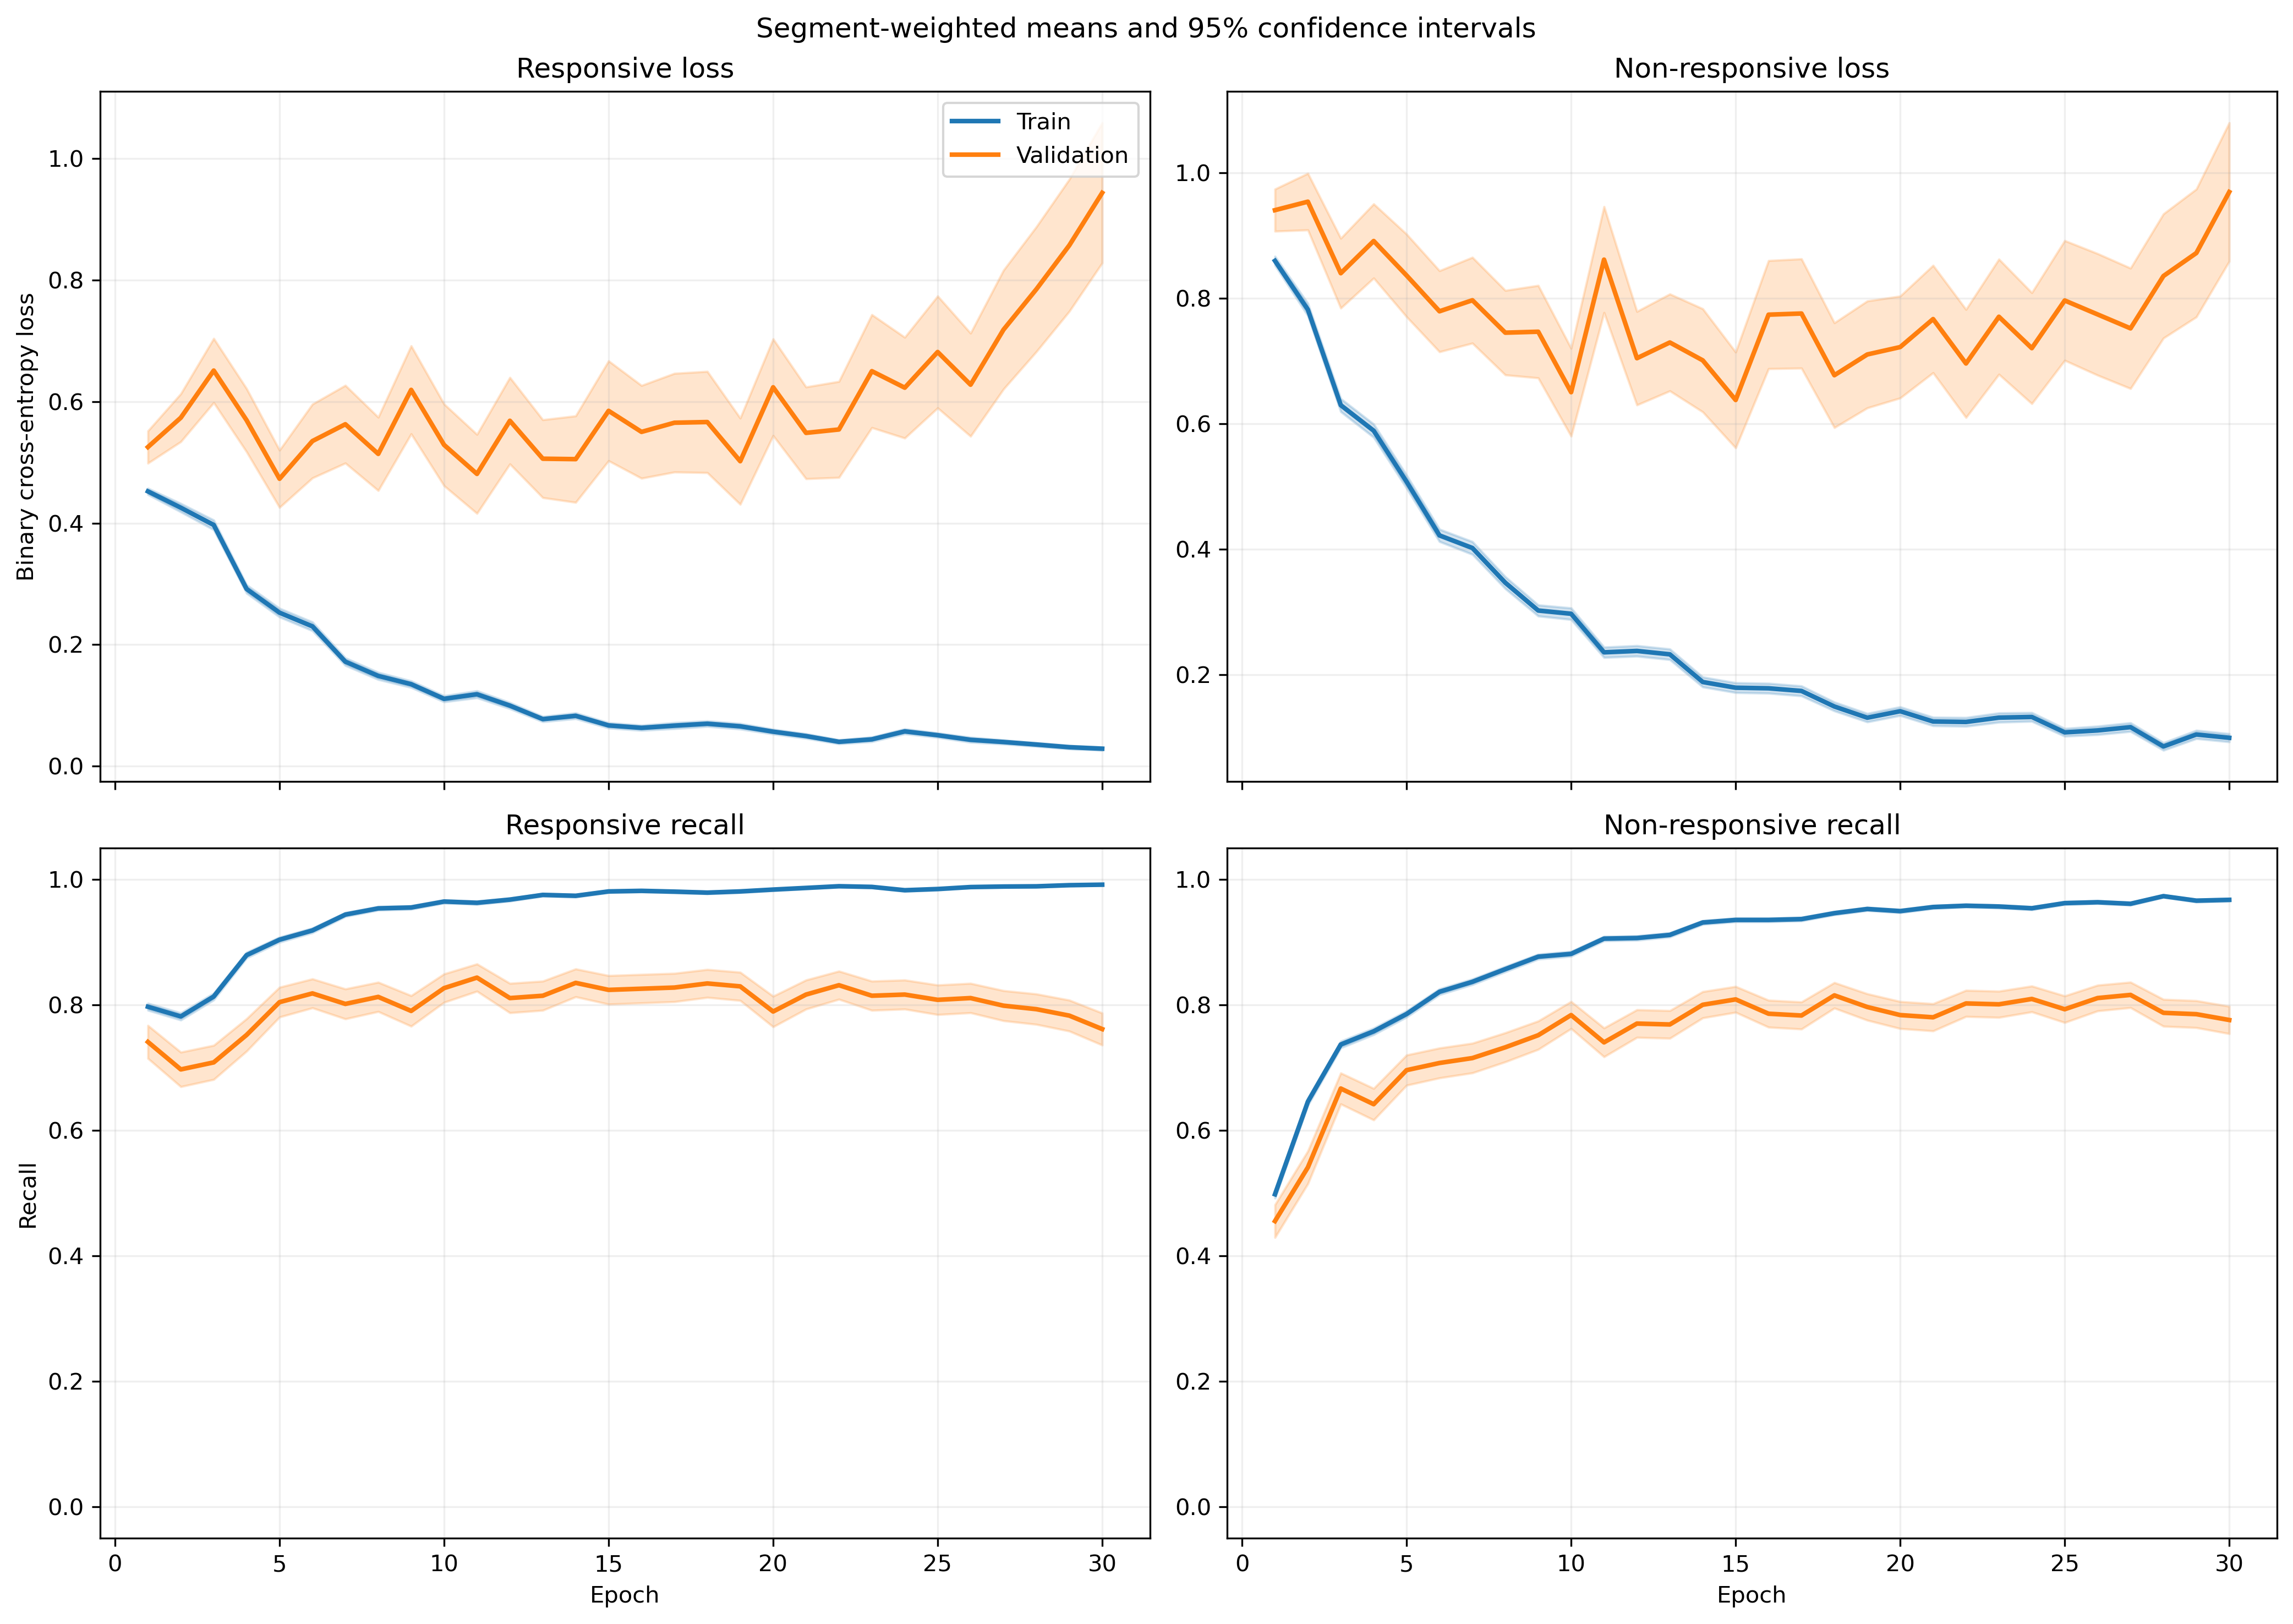 Segment-weighted means and 95% confidence intervals
Responsive loss
Non-responsive loss
Train
Validation
Binary cross-entropy loss
1.0
0.8
0.6
0.4
0.2
0.0
1.0
0.8
0.6
0.4
0.2
Responsive recall
Non-responsive recall
Recall
1.0
0.8
0.6
0.4
0.2
0.0
0 5 10 15 20 25 30
Epoch
1.0
0.8
0.6
0.4
0.2
0.0
0 5 10 15 20 25 30
Epoch